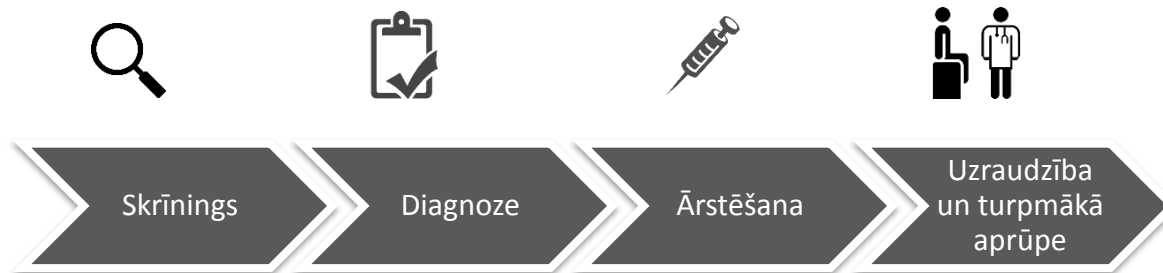 Skrīnings
Diagnoze
Ārstēšana
Uzraudzība
un turpmākā
aprūpe